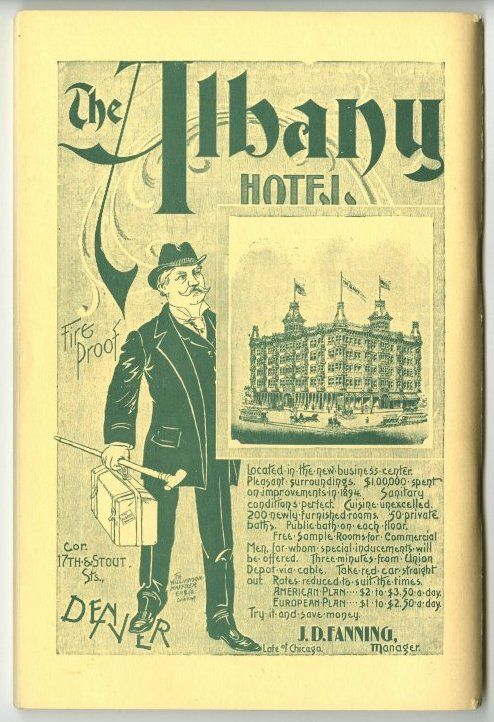 The Albany
HOTEL
Fire
Proof
Located in the new business center.
Pleasant surroundings. $100,000 spent
on improvements in 1894. Sanitary
conditions perfect. Cuisine unexcelled.
200 newly furnished rooms. 50 private
baths. Public bath on each floor.
Free Sample Rooms for Commercial
Men, for whom special inducements will
be offered. Three minutes from Union
Depot via cable. Take red car straight
out. Rates reduced to suit the times.
AMERICAN PLAN .... $2 to $3.50 a day.
EUROPEAN PLAN ... $1 to $2.50 a day.
Try it and save money.
J.D. FANNING,
Late of Chicago. Manager.
Cor.
17TH & STOUT.
Sts.,
DENVER
THE
WILLIAMSON
HAFFNER
ENG. CO.